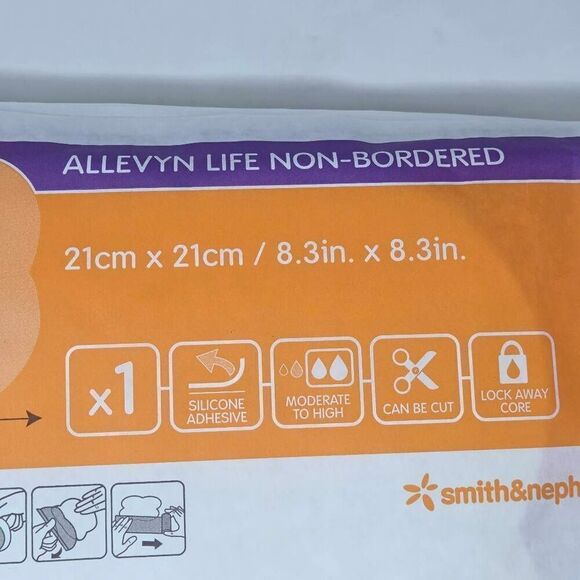 ALLEVYN LIFE NON-BORDERED
21cm x 21cm / 8.3in. x 8.3in.
x1
SILICONE
ADHESIVE
MODERATE
TO HIGH
CAN BE CUT
LOCK AWAY
CORE
smith&neph